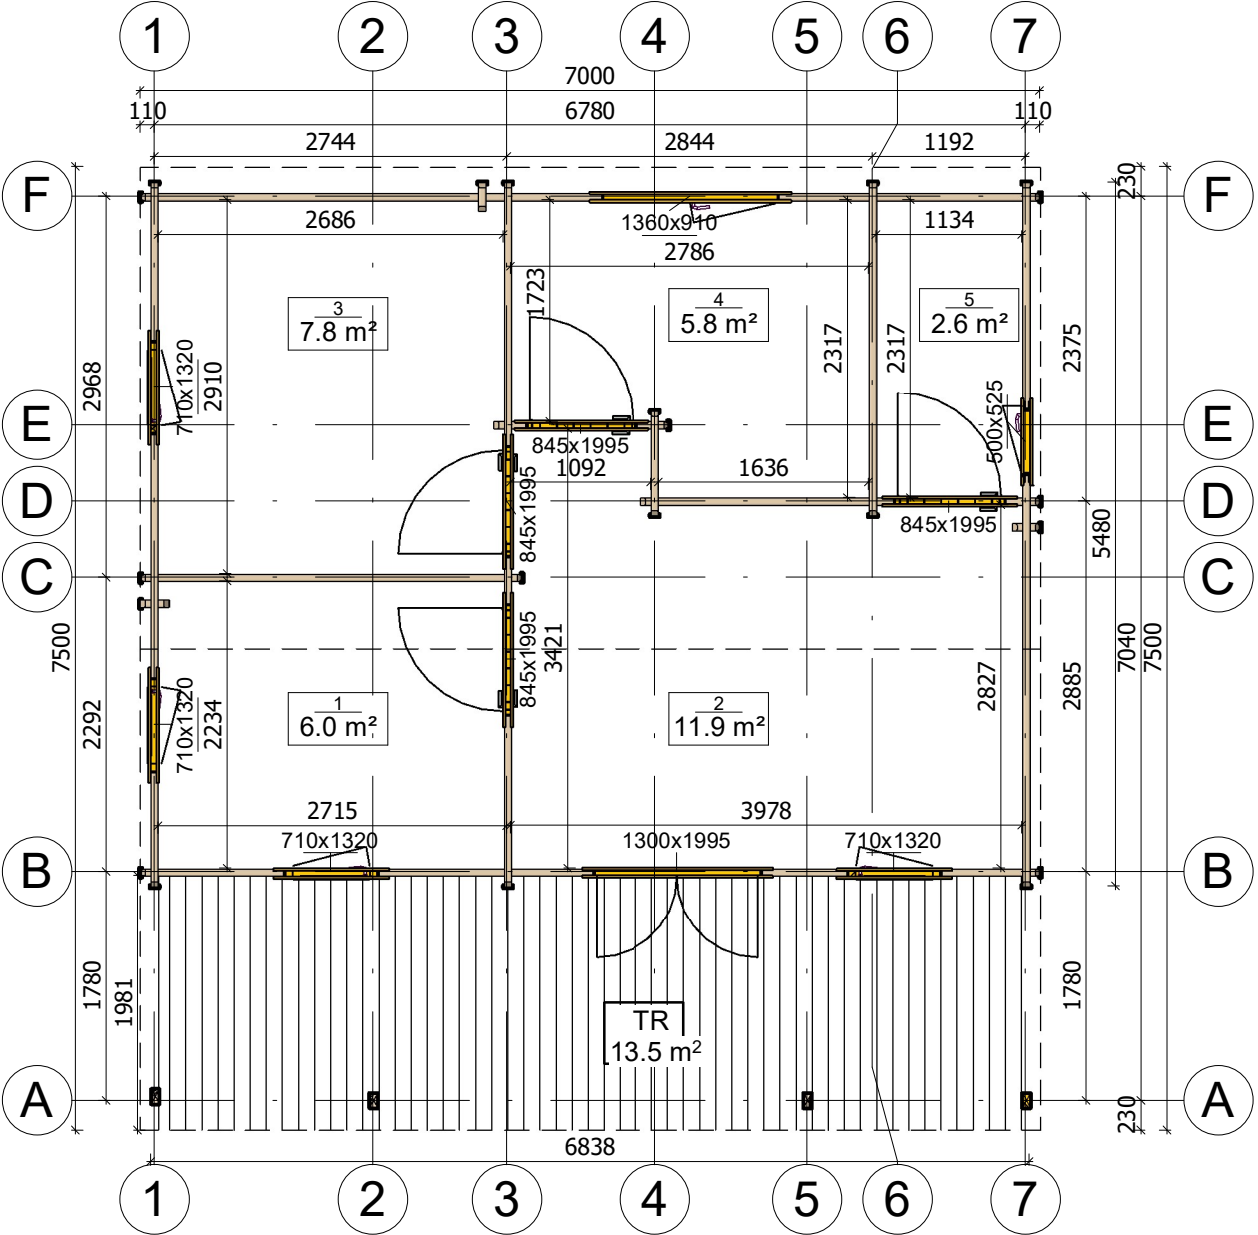 1 2 3 4 5 6 7
7000
110 6780 110
2744 2844 1192
F F
230
2686 1360x910 1134
2786
1723
3
7.8 m²
4
5.8 m²
5
2.6 m²
2317 2317
2375
2968
710x1320
2910
E E
500x525
845x1995
1092 1636
D D
845x1995
845x1995
5480
C C
7500
845x1995
3421
7040
7500
2292
710x1320
2234
1
6.0 m²
2
11.9 m²
2827
2885
2715 3978
710x1320 1300x1995 710x1320
B B
1780
1981
1780
TR
13.5 m²
A A
230
6838
1 2 3 4 5 6 7